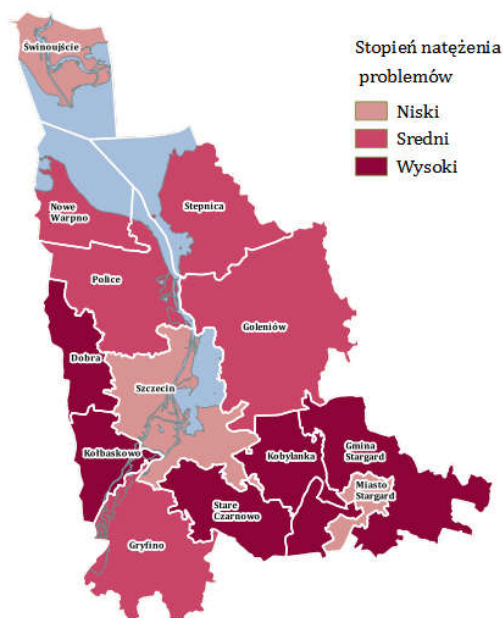 Świnoujście
Stopień natężenia
problemów
Niski
Sredni
Wysoki
Nowe
Warpno
Stepnica
Police
Goleniów
Dobra
Szczecin
Kołbaskowo
Kobylanka
Gmina
Stargard
Miasto
Stargard
Stare
Czarnowo
Gryfino